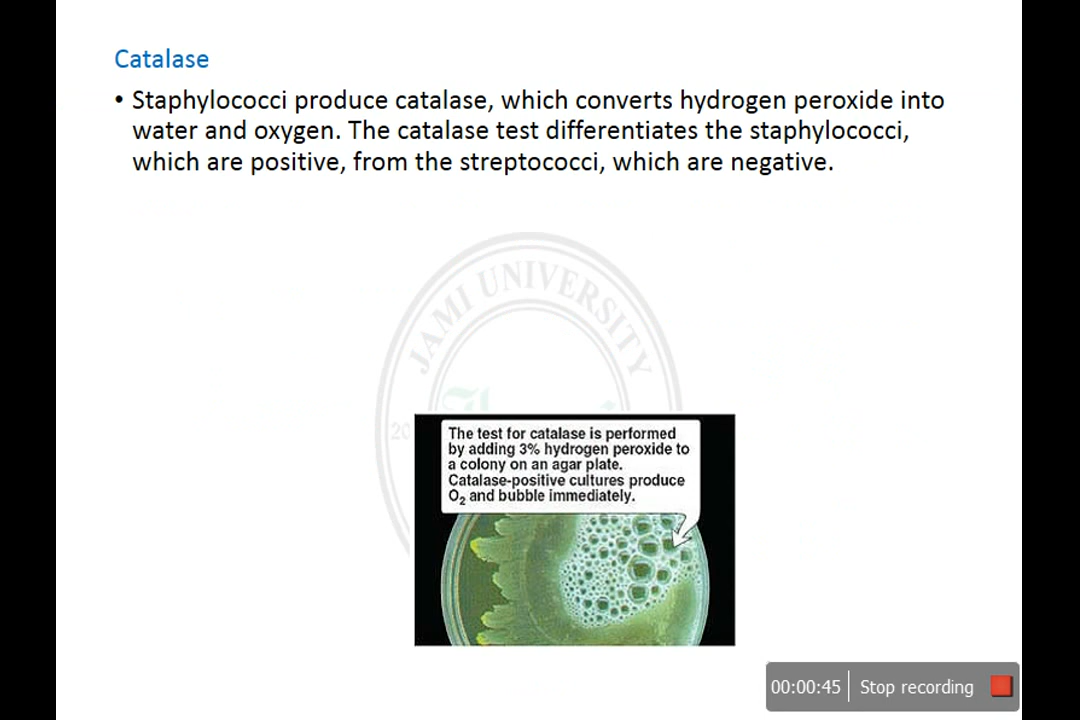 Catalase
• Staphylococci produce catalase, which converts hydrogen peroxide into
water and oxygen. The catalase test differentiates the staphylococci,
which are positive, from the streptococci, which are negative.
JAMI UNIVERSITY
20
The test for catalase is performed
by adding 3% hydrogen peroxide to
a colony on an agar plate.
Catalase-positive cultures produce
O₂ and bubble immediately.
00:00:45 Stop recording